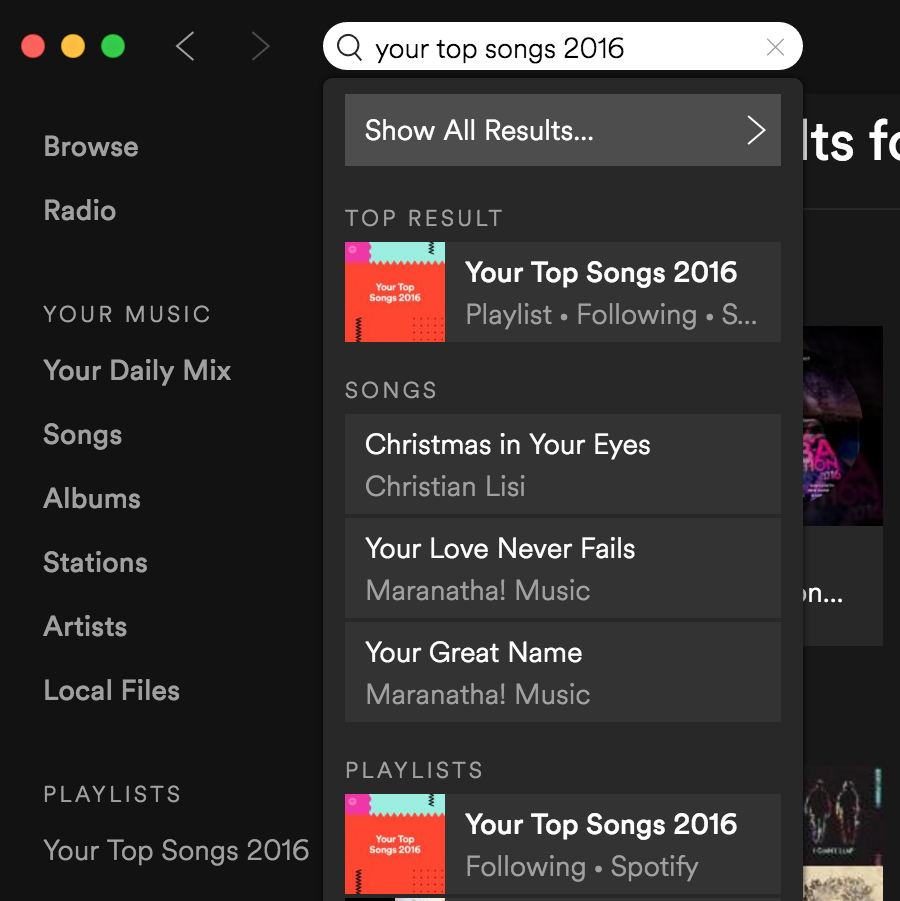 your top songs 2016
Browse
Radio
YOUR MUSIC
Your Daily Mix
Songs
Albums
Stations
Artists
Local Files
PLAYLISTS
Your Top Songs 2016
Show All Results...
TOP RESULT
Your Top
Songs 2016
Your Top Songs 2016
Playlist • Following • S...
SONGS
Christmas in Your Eyes
Christian Lisi
Your Love Never Fails
Maranatha! Music
Your Great Name
Maranatha! Music
PLAYLISTS
Your Top
Songs 2016
Your Top Songs 2016
Following • Spotify
lts fo
2016
on...
I GIANT LEAP